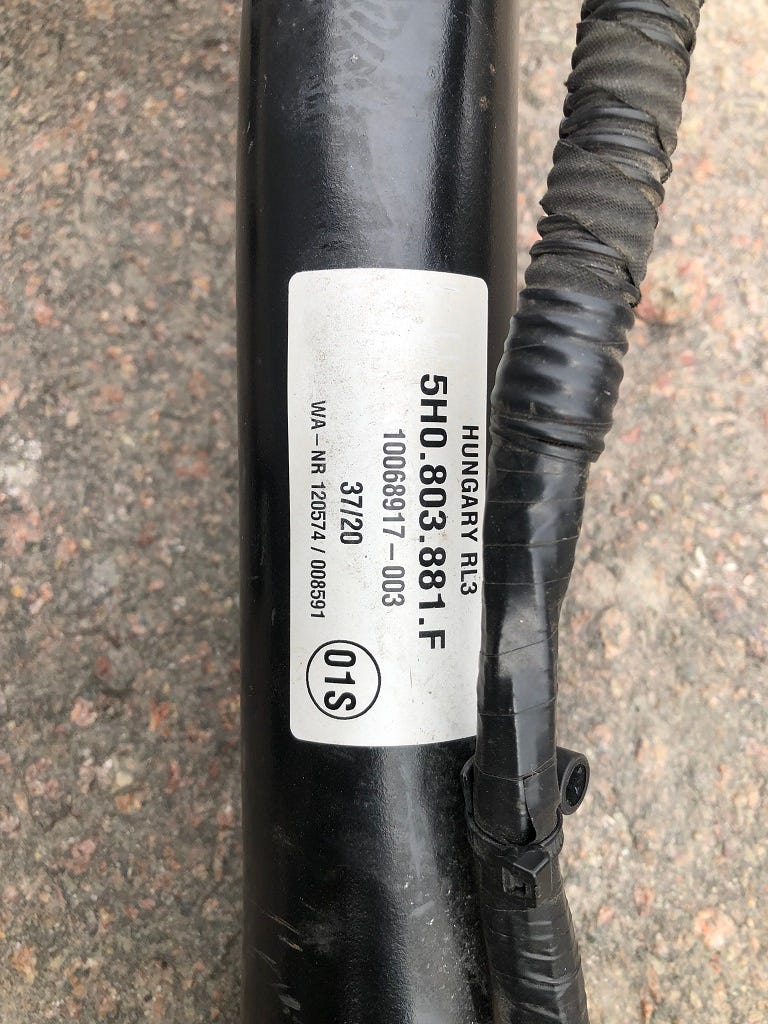 HUNGARY RL3
5H0.803.881.F
10068917-003
37/20
WA-NR 120574 / 008591
01S